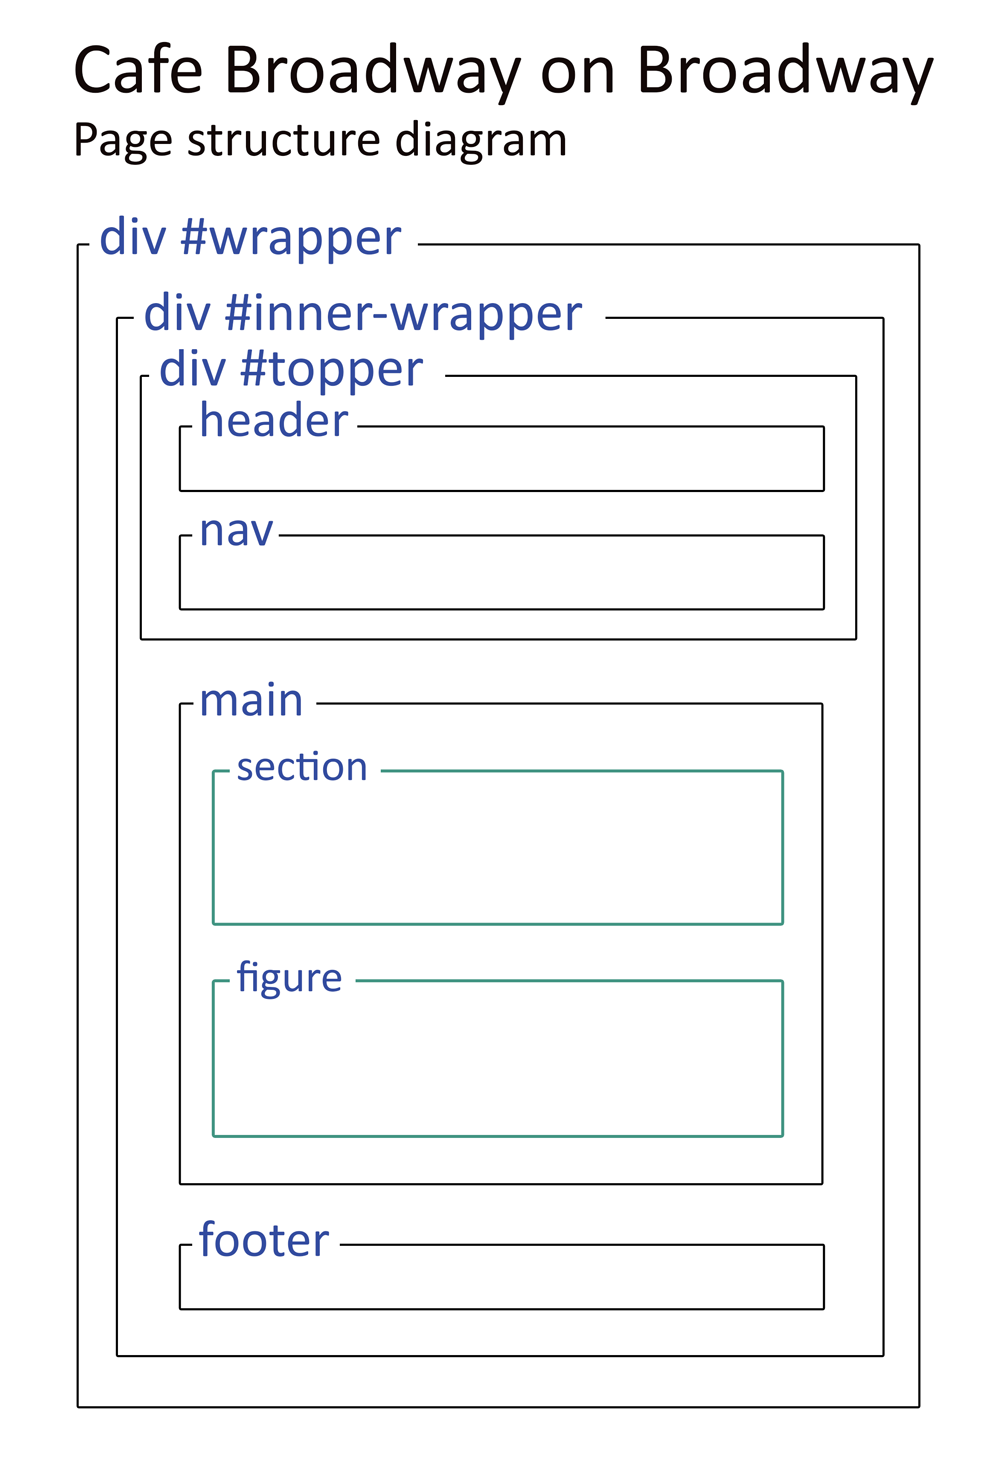 Cafe Broadway on Broadway
Page structure diagram
div #wrapper
div #inner-wrapper
div #topper
header
nav
main
section
figure
footer